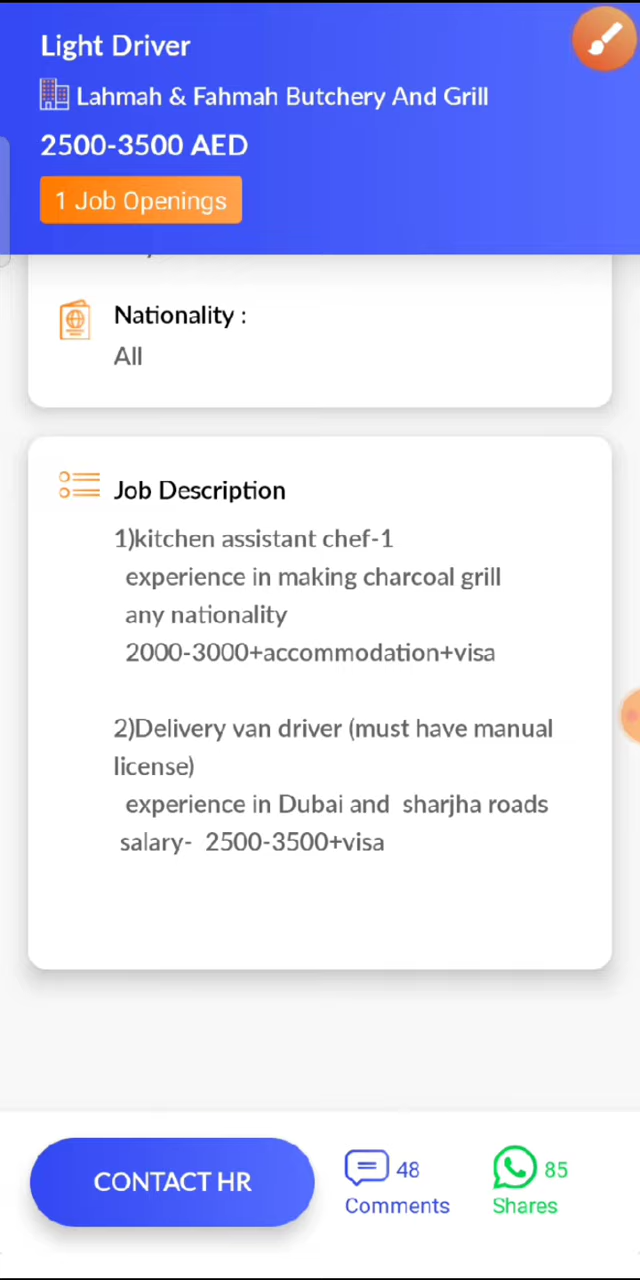 Light Driver
Lahmah & Fahmah Butchery And Grill
2500-3500 AED
1 Job Openings
Nationality :
All
Job Description
1)kitchen assistant chef-1
experience in making charcoal grill
any nationality
2000-3000+accommodation+visa
2)Delivery van driver (must have manual
license)
experience in Dubai and sharjha roads
salary- 2500-3500+visa
CONTACT HR
48
Comments
85
Shares